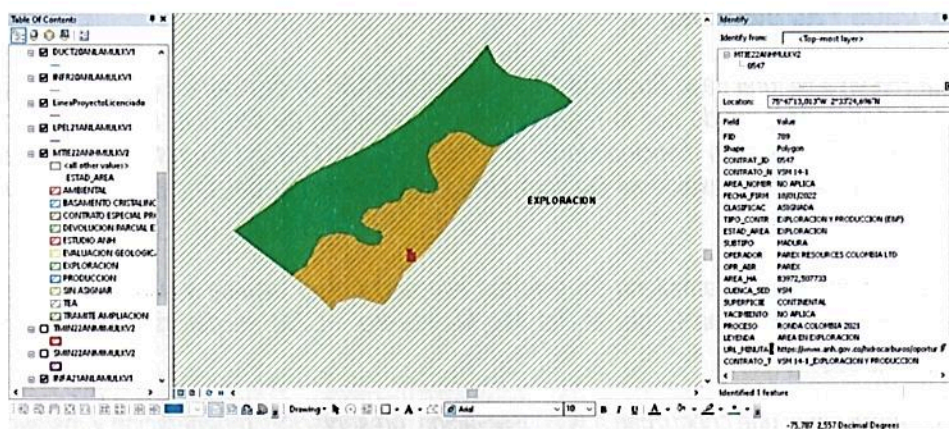 Table Of Contents
DUCT20ANLAMULKV1
INFR20ANLAMULKV1
LineaProyectoLicenciado
LPEL21ANLAMULKV1
MTIE22ANHMULKV2
<all other values>
ESTAD_AREA
AMBIENTAL
BASAMENTO CRISTALINO
CONTRATO ESPECIAL PR
DEVOLUCION PARCIAL E
ESTUDIO ANH
EVALUACION GEOLOGIC
EXPLORACION
PRODUCCION
SIN ASIGNAR
TEA
TRAMITE AMPLIACION
TMIN22ANMMULKV2
SMIN22ANMMULKV2
INFA21ANLAMULKV1
EXPLORACION
Identify
Identify from: <Top-most layer>
MTIE22ANHMULKV2
0547
Location: 75°47'13,013"W 2°33'24,696"N
Field Value
FID 789
Shape Polygon
CONTRAT_ID 0547
CONTRATO_N VSM 14-1
AREA_NOMBR NO APLICA
FECHA_FIRM 18/01/2022
CLASIFICAC ASIGNADA
TIPO_CONTR EXPLORACION Y PRODUCCION (E&P)
ESTAD_AREA EXPLORACION
SUBTIPO MADURA
OPERADOR PAREX RESOURCES COLOMBIA LTD
OPR_ABR PAREX
AREA_HA 83972,507733
CUENCA_SED VSM
SUPERFICIE CONTINENTAL
YACIMIENTO NO APLICA
PROCESO RONDA COLOMBIA 2021
LEYENDA AREA EN EXPLORACION
URL_MINUTA https://www.anh.gov.co/hidrocarburos/oportur
CONTRATO_T VSM 14-1_EXPLORACION Y PRODUCCION
Identified 1 feature
Drawing
Arial
10
B I U A
-75,787 2,557 Decimal Degrees